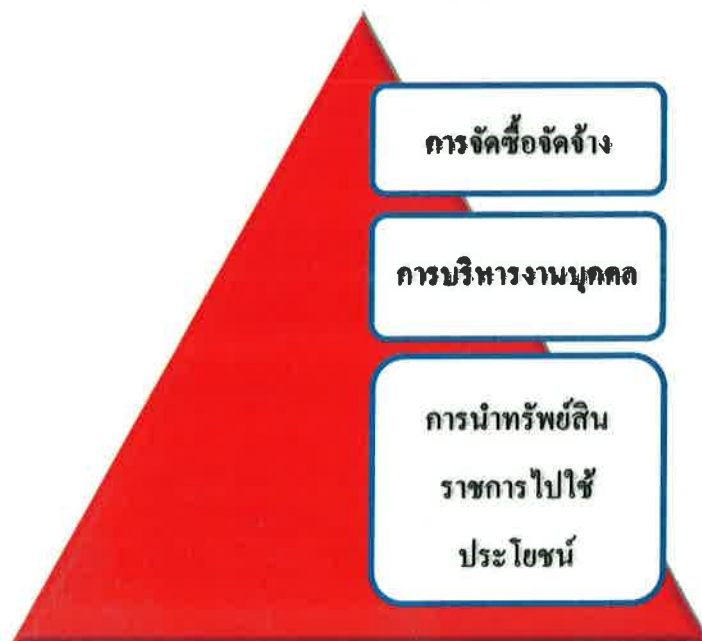 การจัดซื้อจัดจ้าง
การบริหารงานบุคคล
การนำทรัพย์สิน
ราชการไปใช้
ประโยชน์